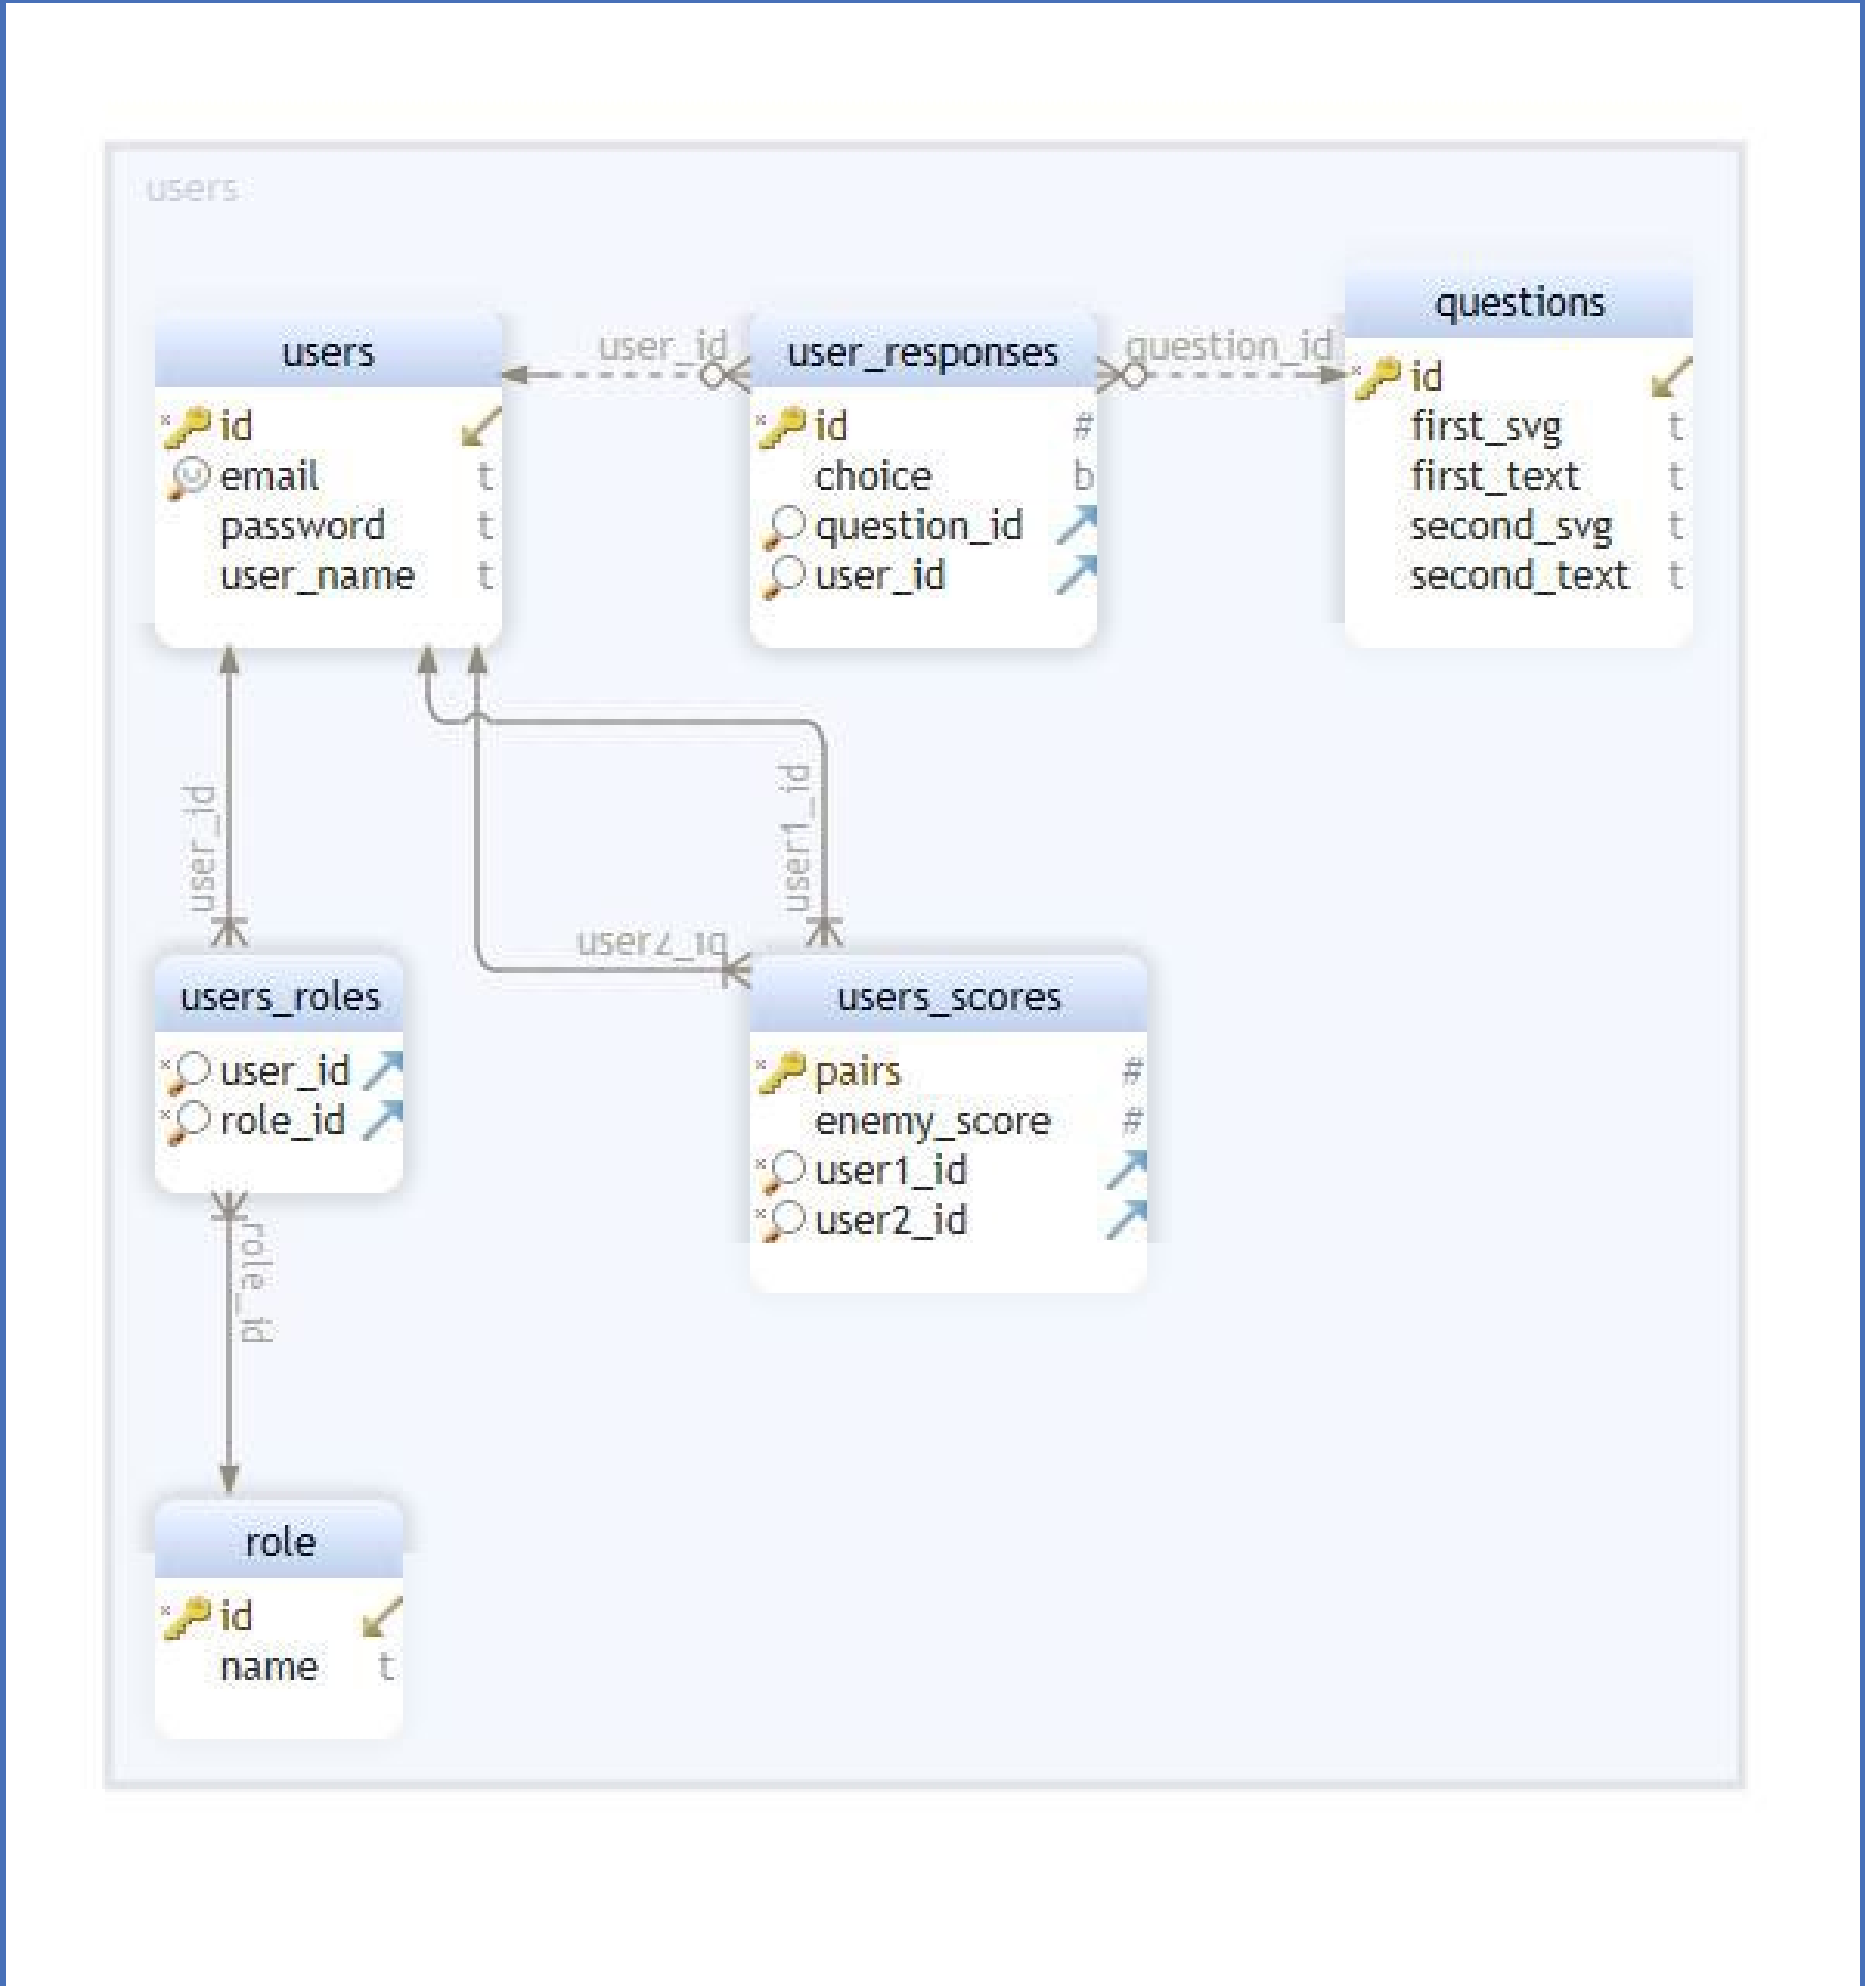 users
users
id
email t
password t
user_name t
user_id
user_responses
id #
choice b
question_id
user_id
question_id
questions
id
first_svg t
first_text t
second_svg t
second_text t
user_id
user1_id
user2_id
users_roles
user_id
role_id
users_scores
pairs #
enemy_score #
user1_id
user2_id
role_id
role
id
name t